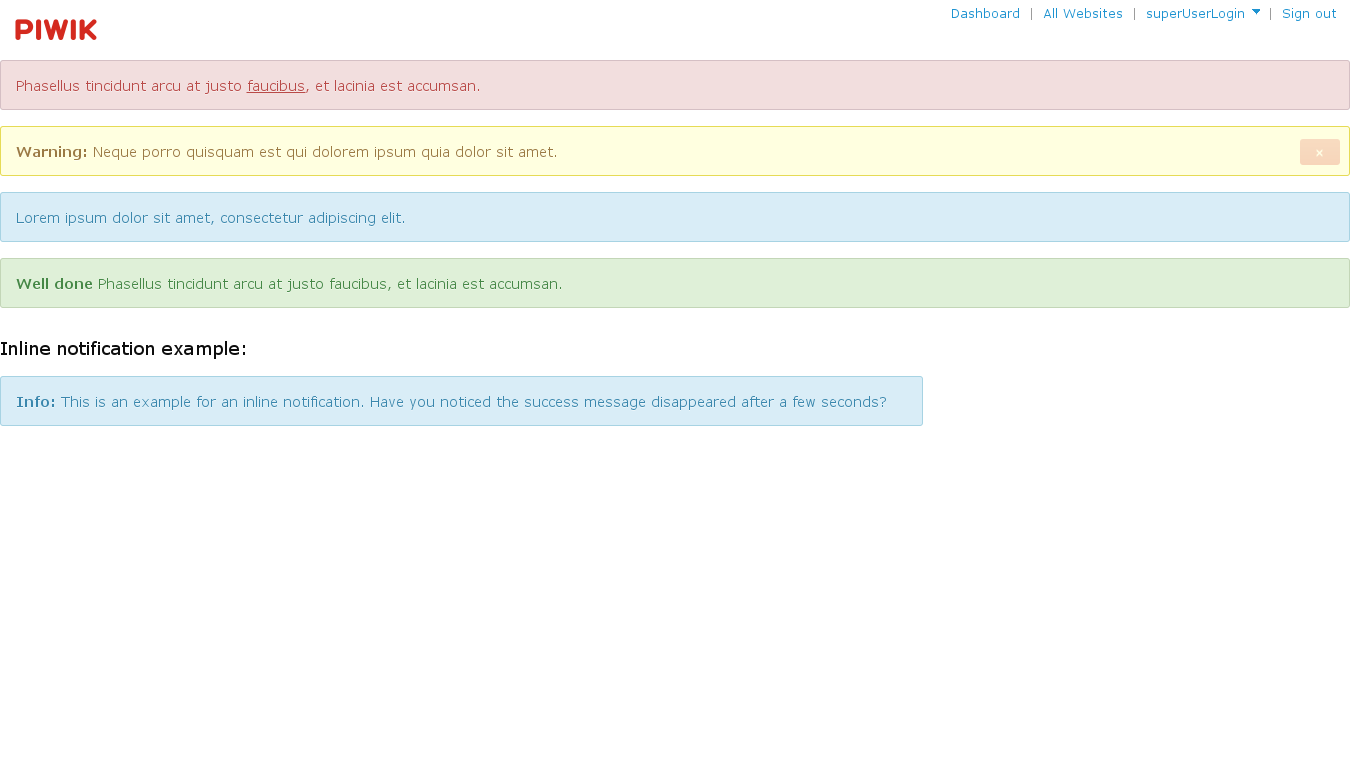 PIWIK
Dashboard | All Websites | superUserLogin | Sign out
Phasellus tincidunt arcu at justo faucibus, et lacinia est accumsan.
Warning: Neque porro quisquam est qui dolorem ipsum quia dolor sit amet.
×
Lorem ipsum dolor sit amet, consectetur adipiscing elit.
Well done Phasellus tincidunt arcu at justo faucibus, et lacinia est accumsan.
Inline notification example:
Info: This is an example for an inline notification. Have you noticed the success message disappeared after a few seconds?